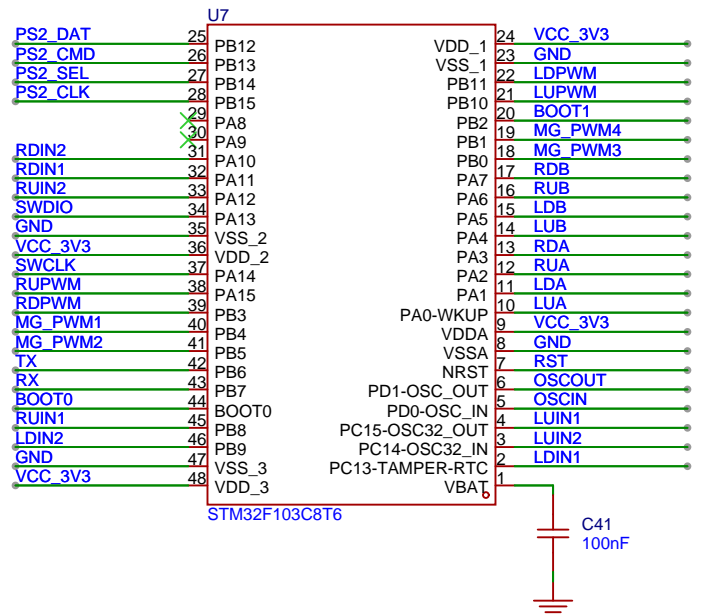 U7
PS2_DAT 25 PB12 VDD_1 24 VCC_3V3
PS2_CMD 26 PB13 VSS_1 23 GND
PS2_SEL 27 PB14 PB11 22 LDPWM
PS2_CLK 28 PB15 PB10 21 LUPWM
29 PA8 PB2 20 BOOT1
30 PA9 PB1 19 MG_PWM4
RDIN2 31 PA10 PB0 18 MG_PWM3
RDIN1 32 PA11 PA7 17 RDB
RUIN2 33 PA12 PA6 16 RUB
SWDIO 34 PA13 PA5 15 LDB
GND 35 VSS_2 PA4 14 LUB
VCC_3V3 36 VDD_2 PA3 13 RDA
SWCLK 37 PA14 PA2 12 RUA
RUPWM 38 PA15 PA1 11 LDA
RDPWM 39 PB3 PA0-WKUP 10 LUA
MG_PWM1 40 PB4 VDDA 9 VCC_3V3
MG_PWM2 41 PB5 VSSA 8 GND
TX 42 PB6 NRST 7 RST
RX 43 PB7 PD1-OSC_OUT 6 OSCOUT
BOOT0 44 BOOT0 PD0-OSC_IN 5 OSCIN
RUIN1 45 PB8 PC15-OSC32_OUT 4 LUIN1
LDIN2 46 PB9 PC14-OSC32_IN 3 LUIN2
GND 47 VSS_3 PC13-TAMPER-RTC 2 LDIN1
VCC_3V3 48 VDD_3 VBAT 1
STM32F103C8T6
C41
100nF